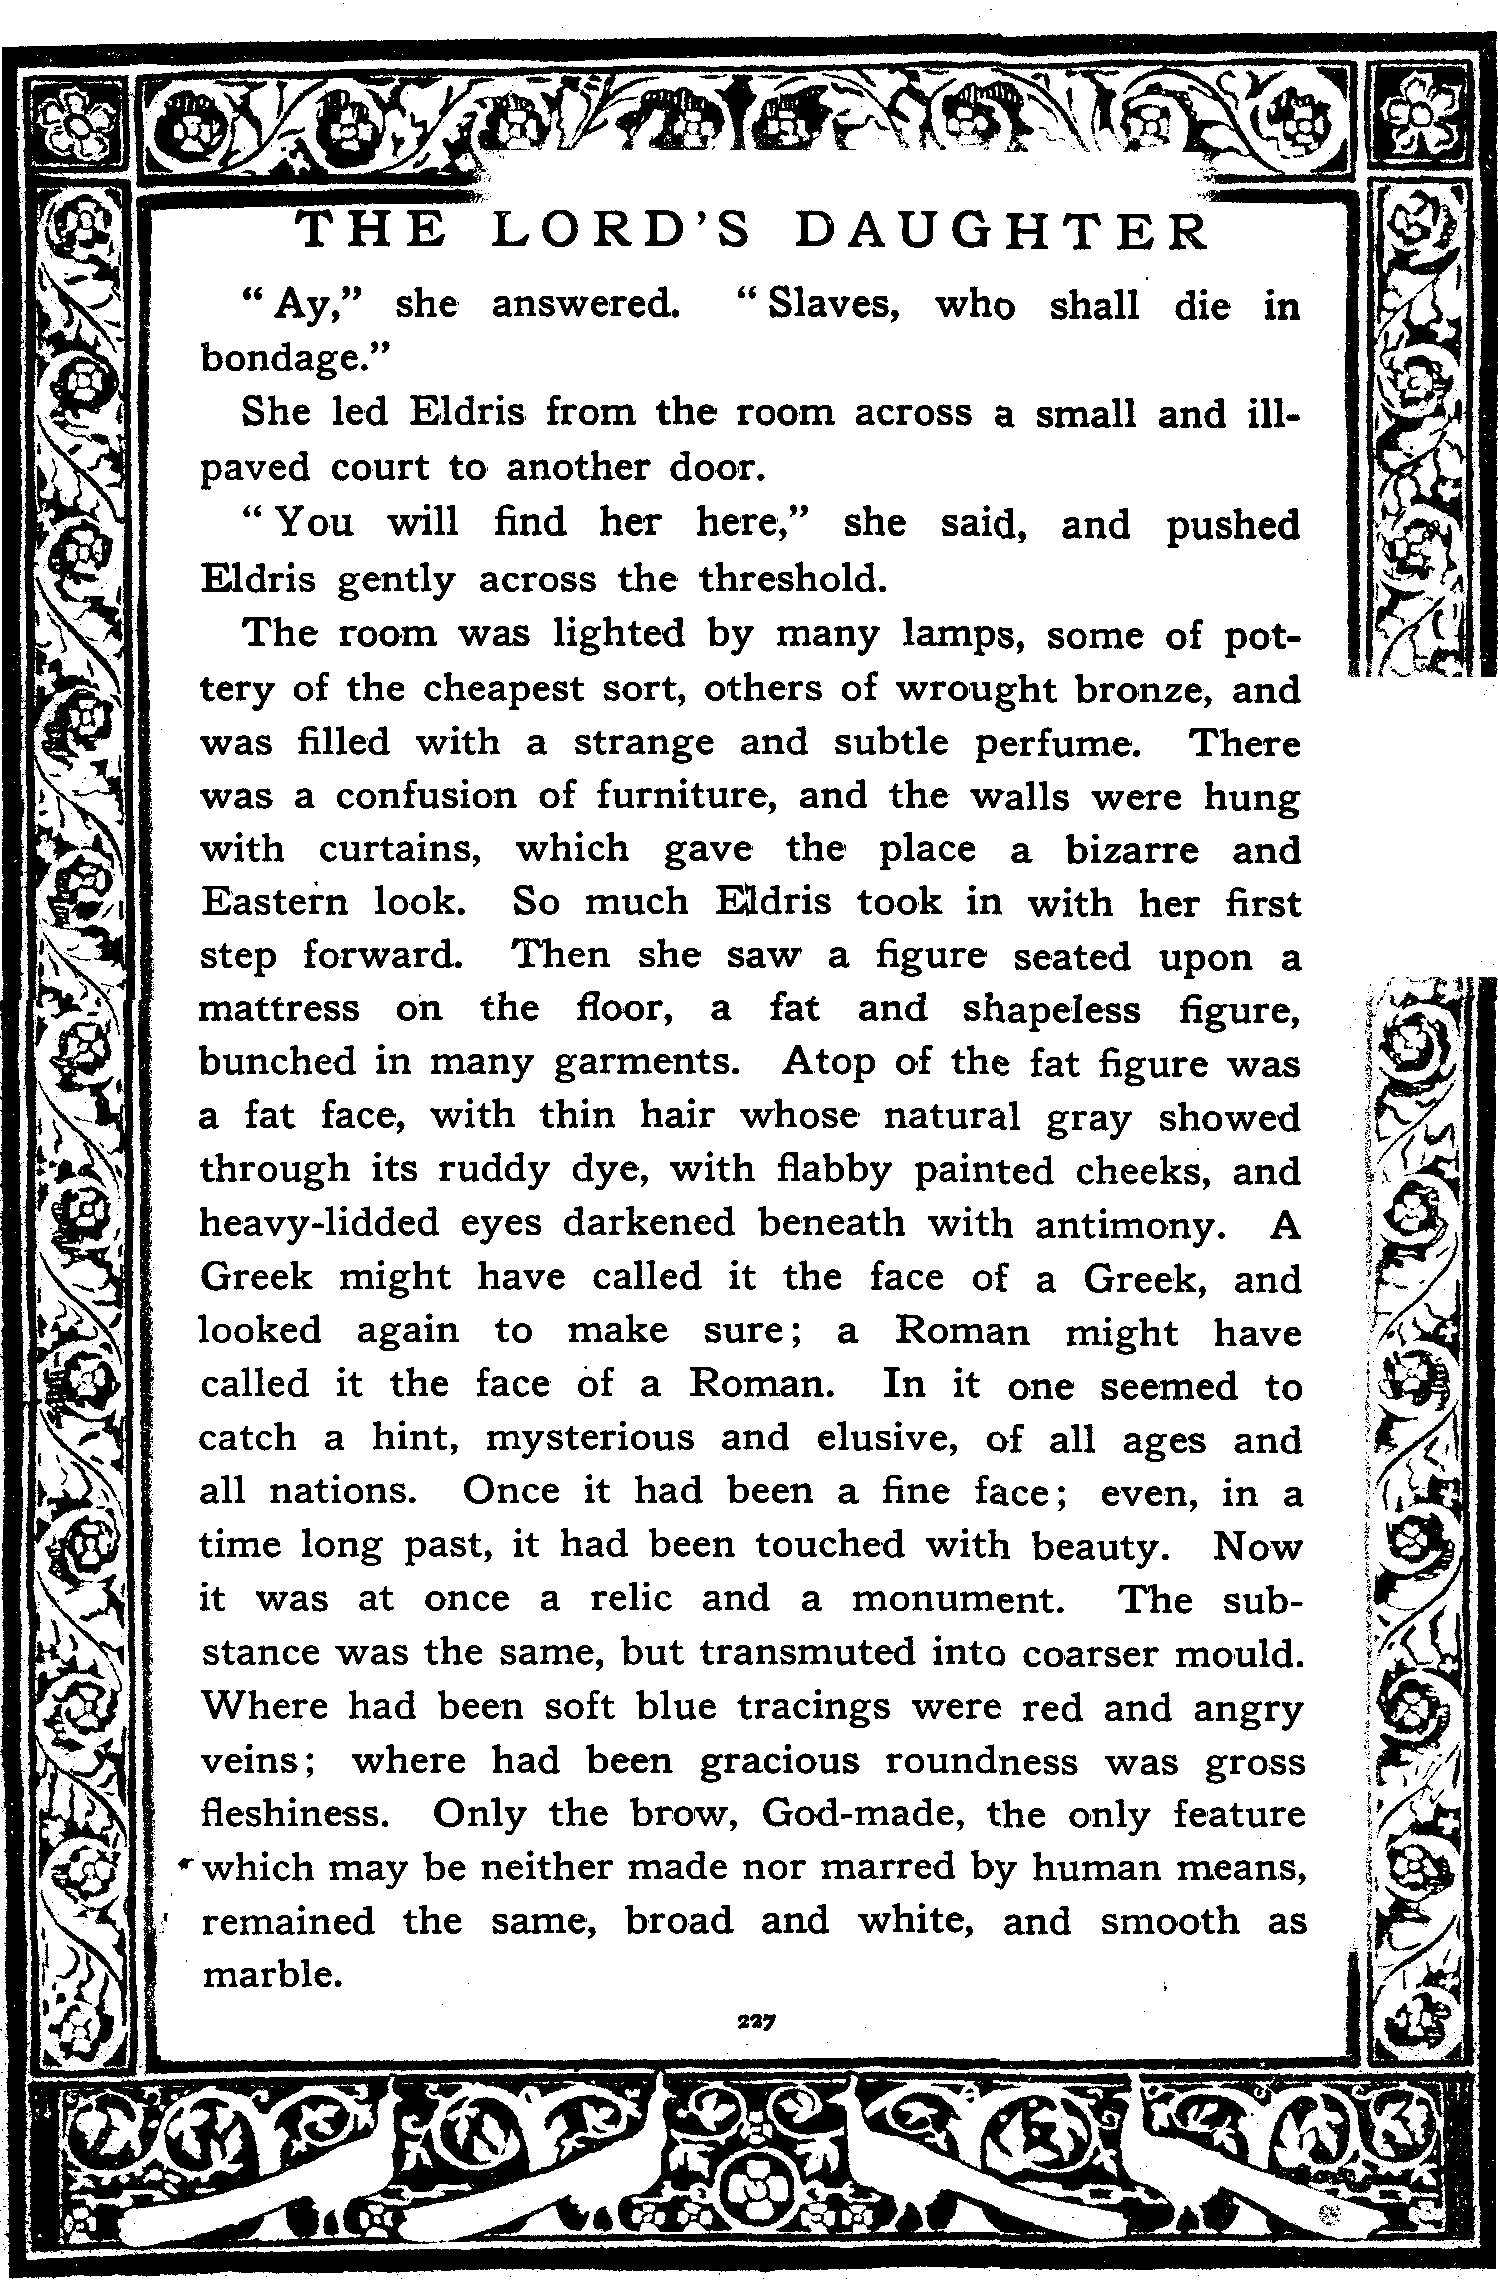 THE LORD'S DAUGHTER
“ Ay,” she answered. “ Slaves, who shall die in
bondage.”
She led Eldris from the room across a small and ill-
paved court to another door.
“ You will find her here,” she said, and pushed
Eldris gently across the threshold.
The room was lighted by many lamps, some of pot-
tery of the cheapest sort, others of wrought bronze, and
was filled with a strange and subtle perfume. There
was a confusion of furniture, and the walls were hung
with curtains, which gave the place a bizarre and
Eastern look. So much Eldris took in with her first
step forward. Then she saw a figure seated upon a
mattress on the floor, a fat and shapeless figure,
bunched in many garments. Atop of the fat figure was
a fat face, with thin hair whose natural gray showed
through its ruddy dye, with flabby painted cheeks, and
heavy-lidded eyes darkened beneath with antimony. A
Greek might have called it the face of a Greek, and
looked again to make sure; a Roman might have
called it the face of a Roman. In it one seemed to
catch a hint, mysterious and elusive, of all ages and
all nations. Once it had been a fine face; even, in a
time long past, it had been touched with beauty. Now
it was at once a relic and a monument. The sub-
stance was the same, but transmuted into coarser mould.
Where had been soft blue tracings were red and angry
veins; where had been gracious roundness was gross
fleshiness. Only the brow, God-made, the only feature
which may be neither made nor marred by human means,
remained the same, broad and white, and smooth as
marble.
227